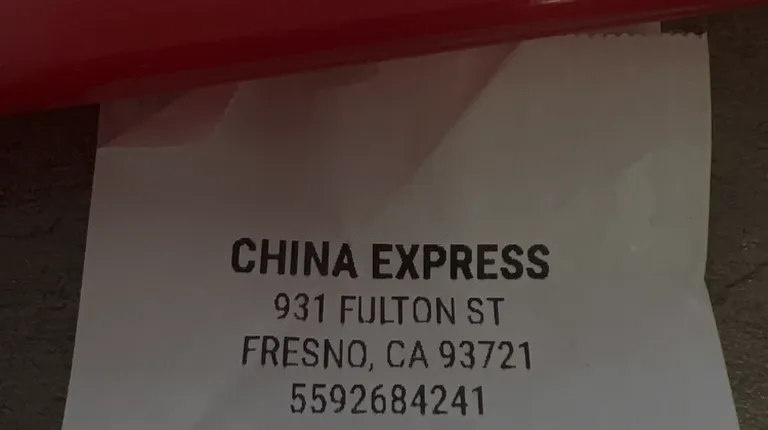 CHINA EXPRESS
931 FULTON ST
FRESNO, CA 93721
5592684241